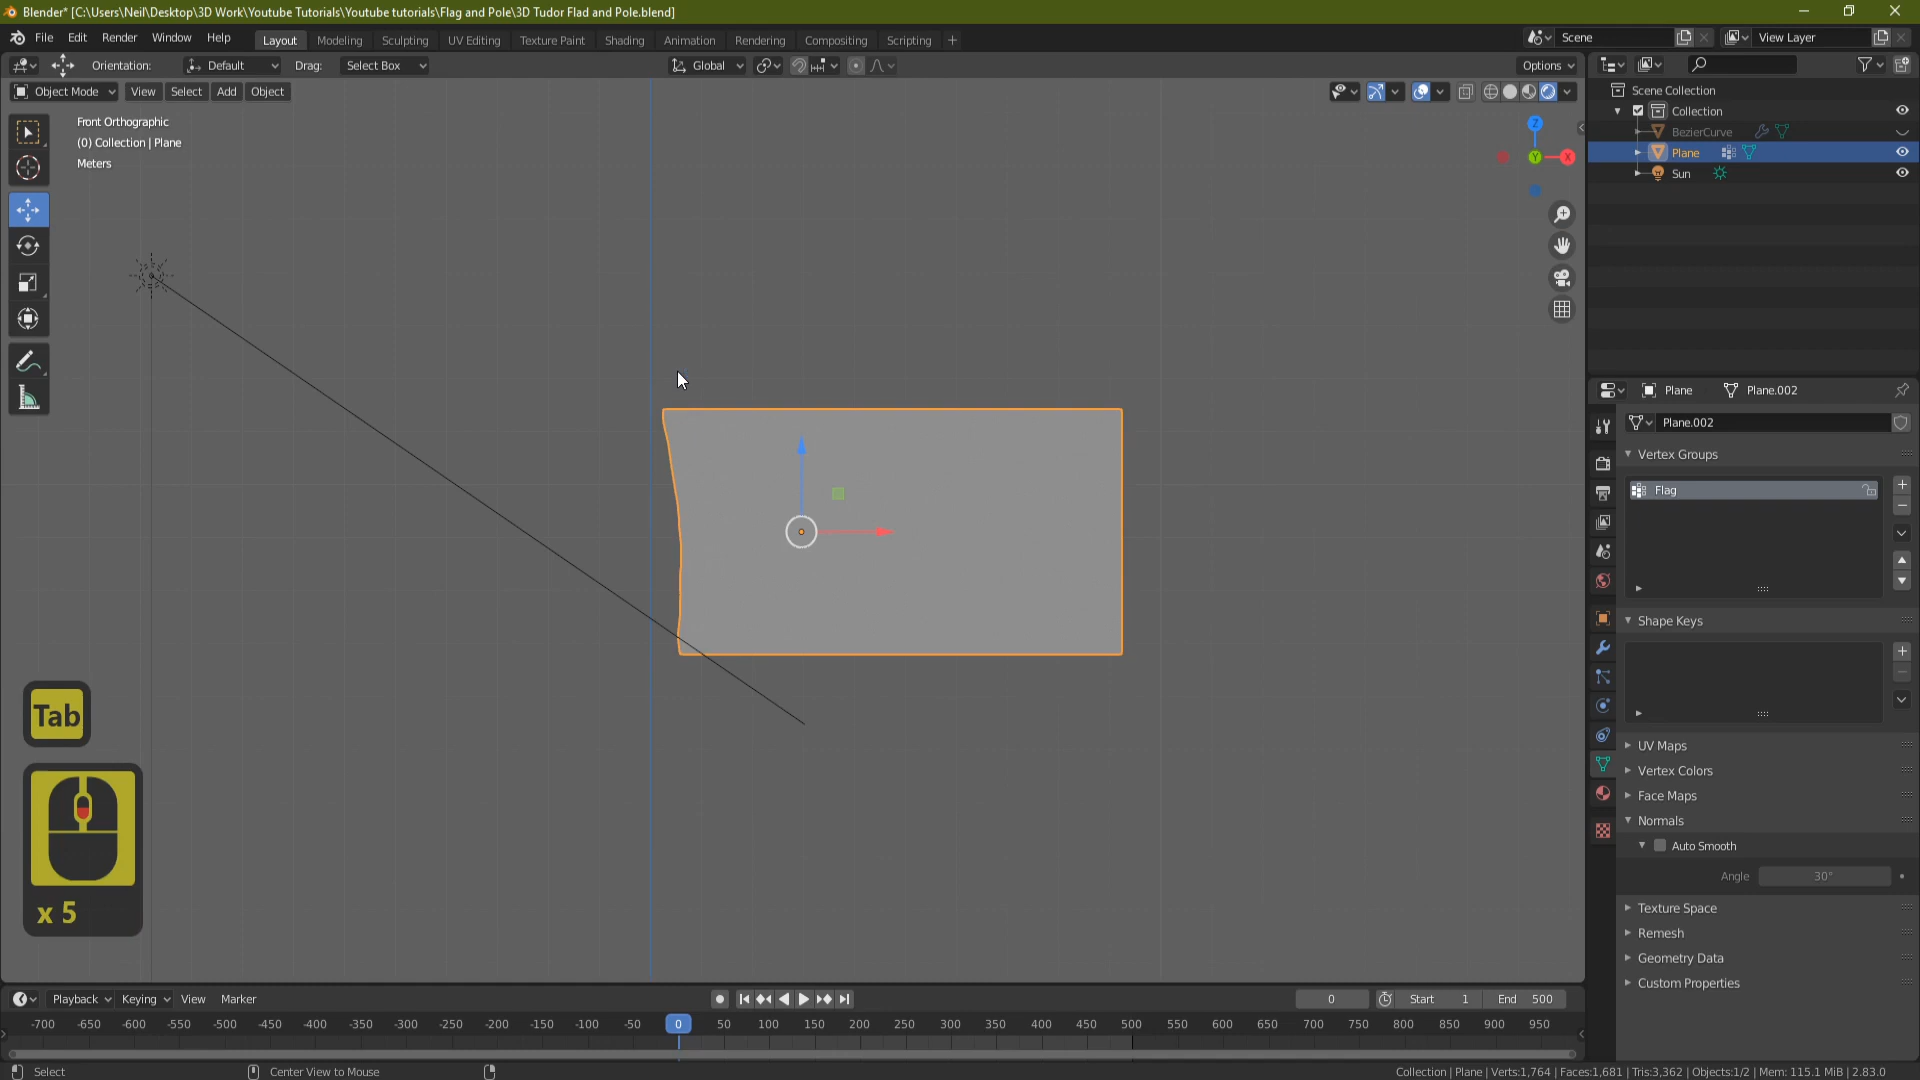 Blender* [C:\Users\Neil\Desktop\3D Work\Youtube Tutorials\Youtube tutorials\Flag and Pole\3D Tudor Flad and Pole.blend]
File Edit Render Window Help Layout Modeling Sculpting UV Editing Texture Paint Shading Animation Rendering Compositing Scripting + Scene View Layer
Orientation: Default Drag: Select Box Global Options
Object Mode View Select Add Object
Front Orthographic
(0) Collection | Plane
Meters
Z
Y
X
Scene Collection
Collection
BezierCurve
Plane
Sun
Plane Plane.002
Plane.002
Vertex Groups
Flag
Shape Keys
UV Maps
Vertex Colors
Face Maps
Normals
Auto Smooth
Angle 30°
Texture Space
Remesh
Geometry Data
Custom Properties
Tab
x 5
Playback Keying View Marker 0 Start 1 End 500
-700 -650 -600 -550 -500 -450 -400 -350 -300 -250 -200 -150 -100 -50 0 50 100 150 200 250 300 350 400 450 500 550 600 650 700 750 800 850 900 950
Select Center View to Mouse Collection | Plane | Verts:1,764 | Faces:1,681 | Tris:3,362 | Objects:1/2 | Mem: 115.1 MiB | 2.83.0